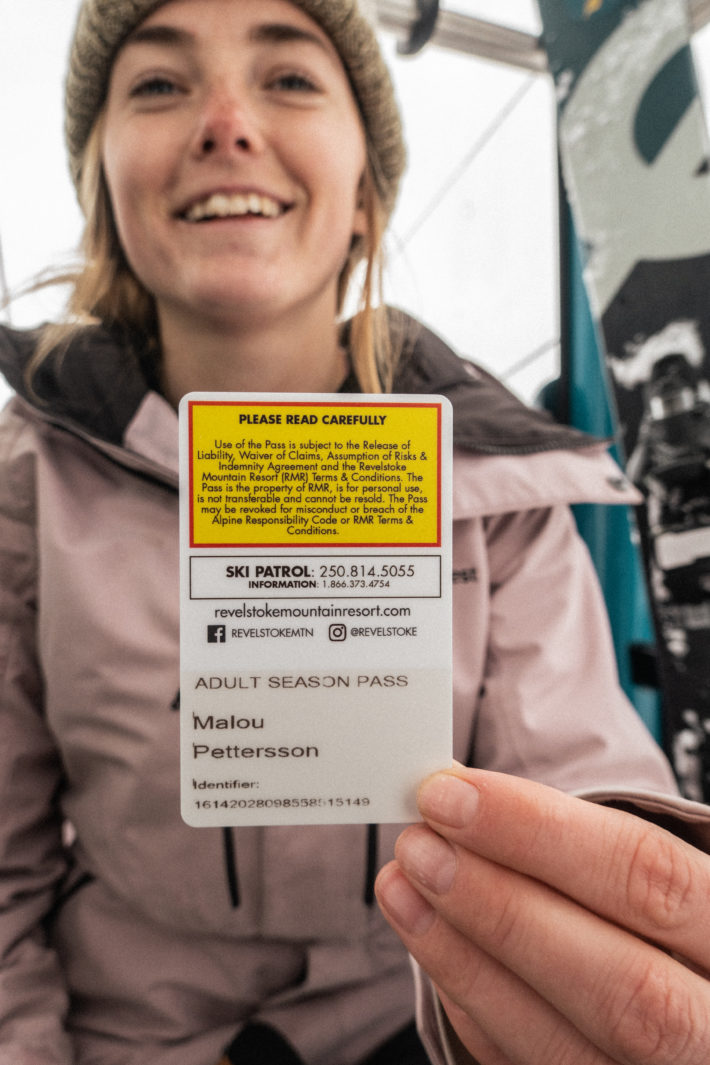 PLEASE READ CAREFULLY
Use of the Pass is subject to the Release of
Liability, Waiver of Claims, Assumption of Risks &
Indemnity Agreement and the Revelstoke
Mountain Resort (RMR) Terms & Conditions. The
Pass is the property of RMR, is for personal use,
is not transferable and cannot be resold. The Pass
may be revoked for misconduct or breach of the
Alpine Responsibility Code or RMR Terms &
Conditions.
SKI PATROL: 250.814.5055
INFORMATION: 1.866.373.4754
revelstokemountainresort.com
REVELSTOKEMTN @REVELSTOKE
ADULT SEASON PASS
Malou
Pettersson
Identifier: